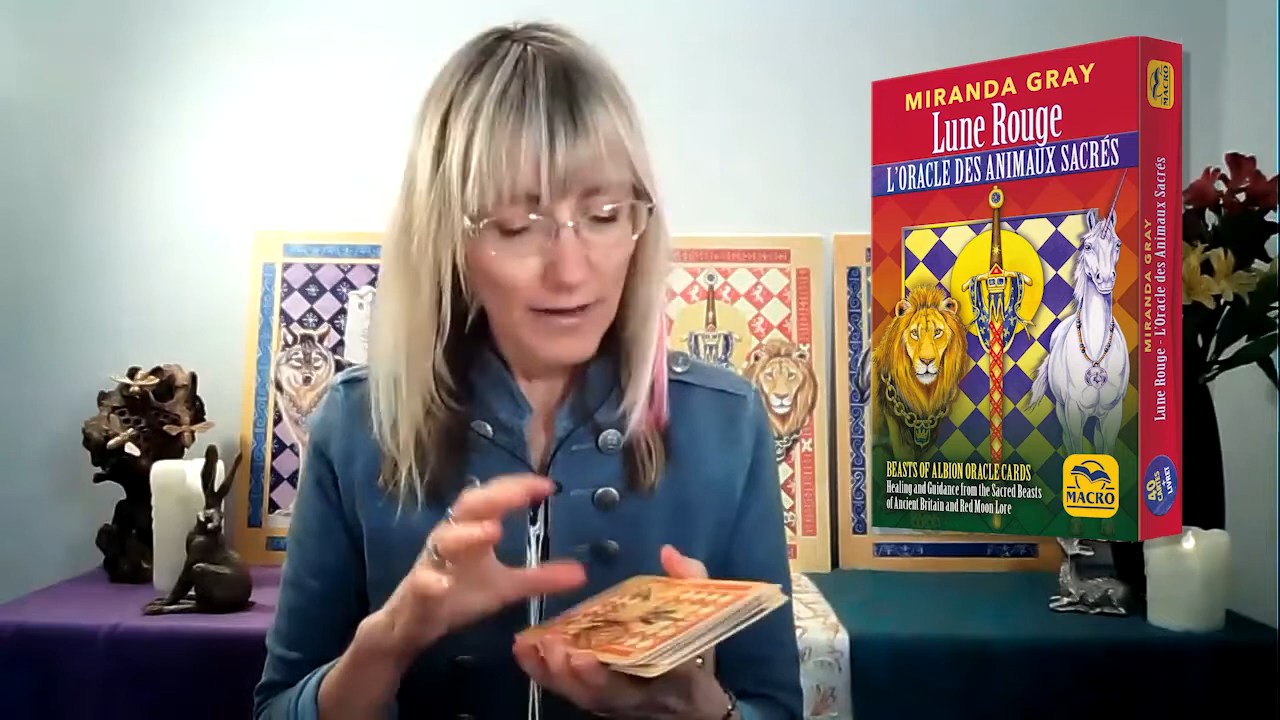 MIRANDA GRAY
Lune Rouge
L'ORACLE DES ANIMAUX SACRÉS
BEASTS OF ALBION ORACLE CARDS
Healing and Guidance from the Sacred Beasts
of Ancient Britain and Red Moon Lore
MACRO
MACRO
MIRANDA GRAY
Lune Rouge - L'Oracle des Animaux Sacrés
40
CARTES
+
LIVRET